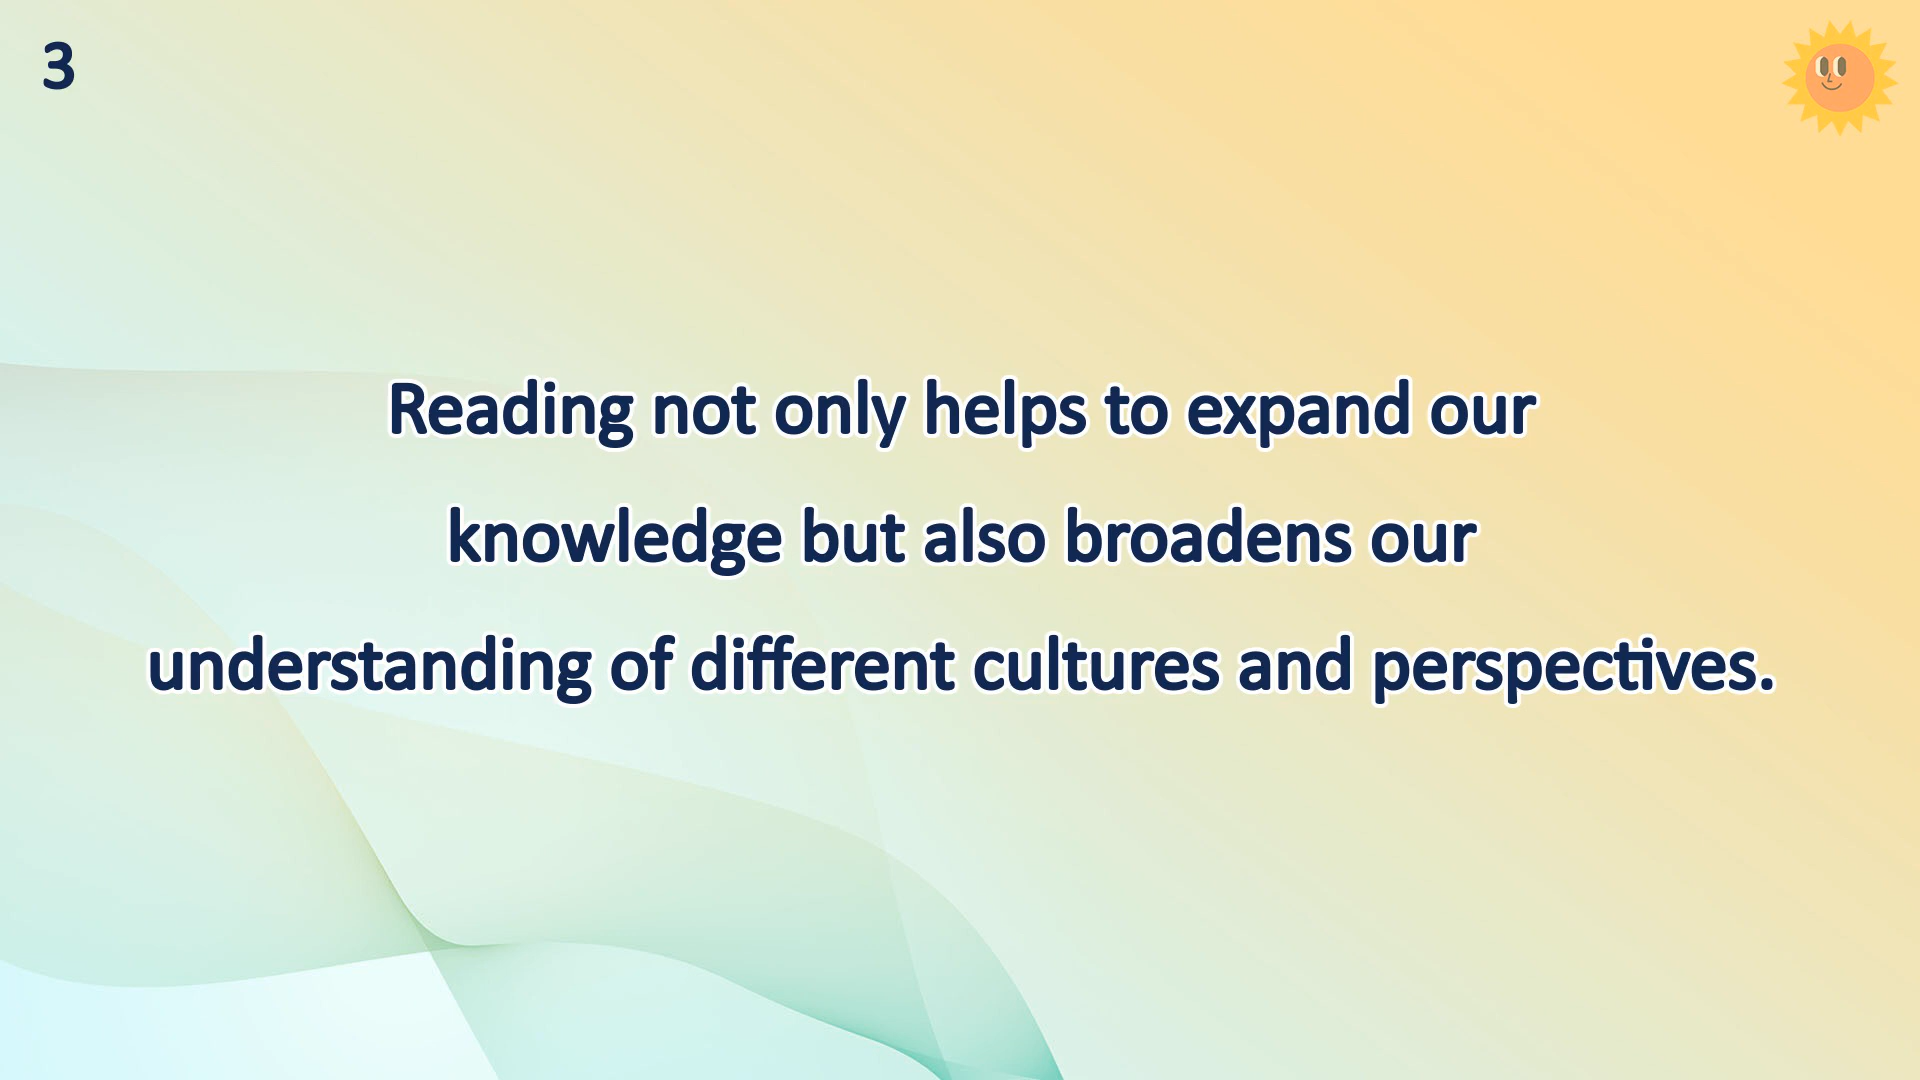 3
Reading not only helps to expand our
knowledge but also broadens our
understanding of different cultures and perspectives.